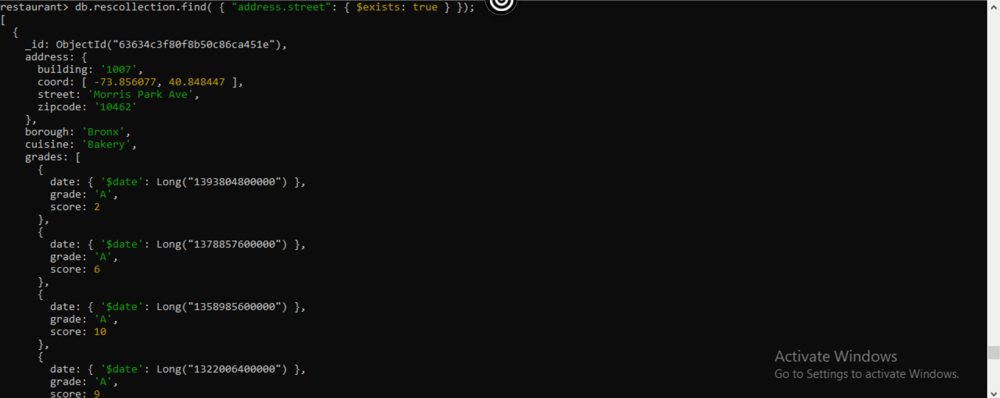 restaurant> db.rescollection.find( { "address.street": { $exists: true } });
[
  {
    _id: ObjectId("63634c3f80f8b50c86ca451e"),
    address: {
      building: '1007',
      coord: [ -73.856077, 40.848447 ],
      street: 'Morris Park Ave',
      zipcode: '10462'
    },
    borough: 'Bronx',
    cuisine: 'Bakery',
    grades: [
      {
        date: { '$date': Long("1393804800000") },
        grade: 'A',
        score: 2
      },
      {
        date: { '$date': Long("1378857600000") },
        grade: 'A',
        score: 6
      },
      {
        date: { '$date': Long("1358985600000") },
        grade: 'A',
        score: 10
      },
      {
        date: { '$date': Long("1322006400000") },
        grade: 'A',
        score: 9
Activate Windows
Go to Settings to activate Windows.